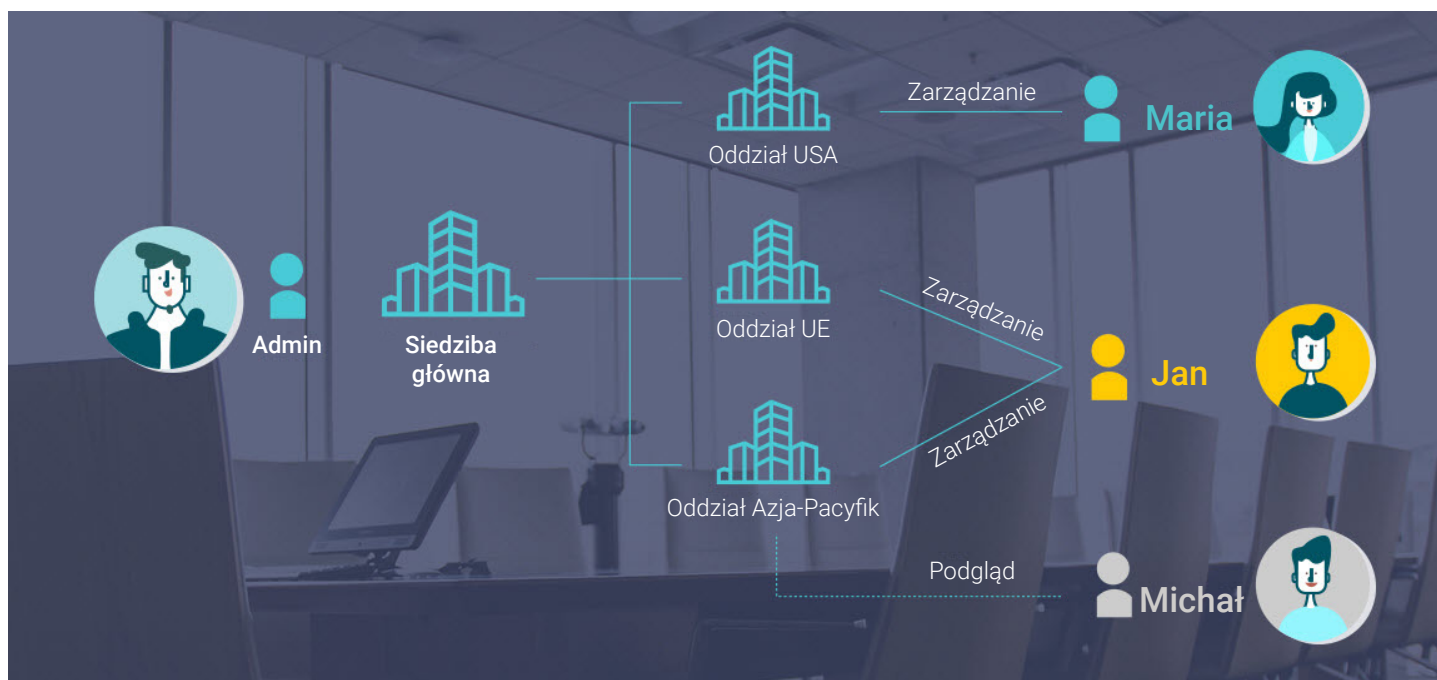 Zarządzanie
Maria
Oddział USA
Admin
Siedziba
główna
Oddział UE
Zarządzanie
Jan
Zarządzanie
Oddział Azja-Pacyfik
Podgląd
Michał